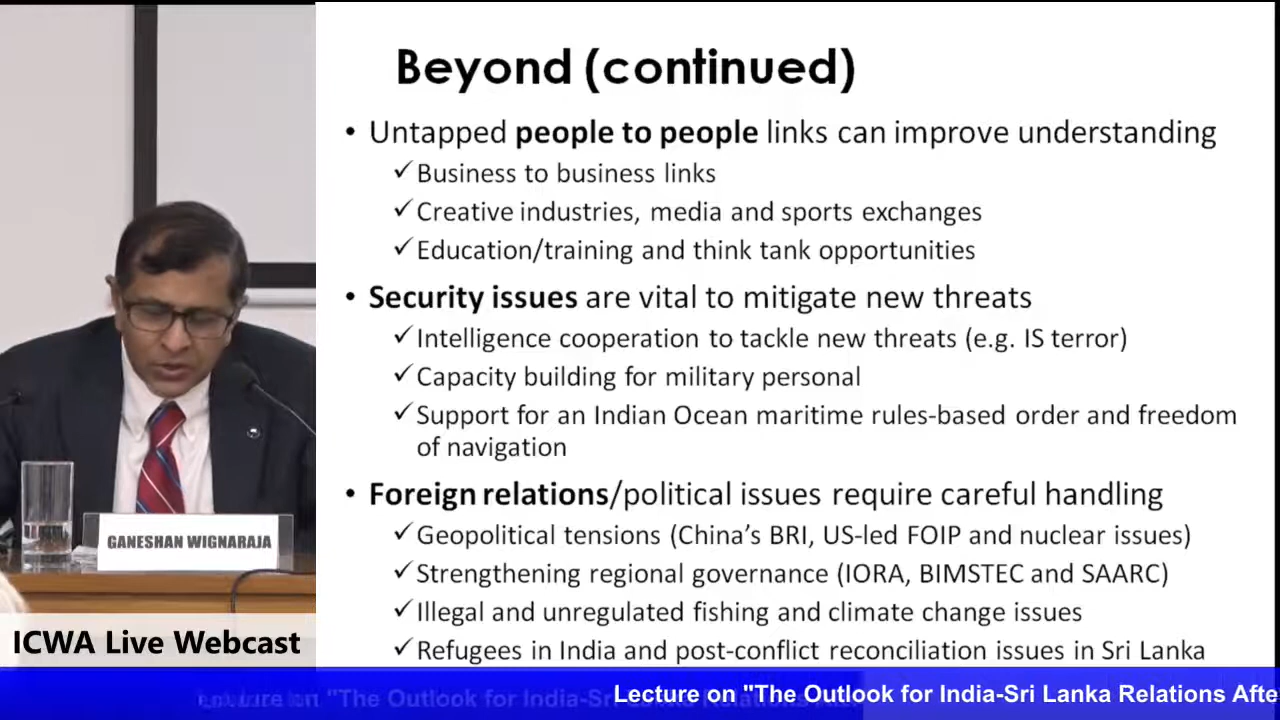 Beyond (continued)
• Untapped people to people links can improve understanding
✓ Business to business links
✓ Creative industries, media and sports exchanges
✓ Education/training and think tank opportunities
• Security issues are vital to mitigate new threats
✓ Intelligence cooperation to tackle new threats (e.g. IS terror)
✓ Capacity building for military personal
✓ Support for an Indian Ocean maritime rules-based order and freedom
of navigation
• Foreign relations/political issues require careful handling
✓ Geopolitical tensions (China’s BRI, US-led FOIP and nuclear issues)
✓ Strengthening regional governance (IORA, BIMSTEC and SAARC)
✓ Illegal and unregulated fishing and climate change issues
✓ Refugees in India and post-conflict reconciliation issues in Sri Lanka
GANESHAN WIGNARAJA
ICWA Live Webcast
Lecture on "The Outlook for India-Sri Lanka Relations Afte